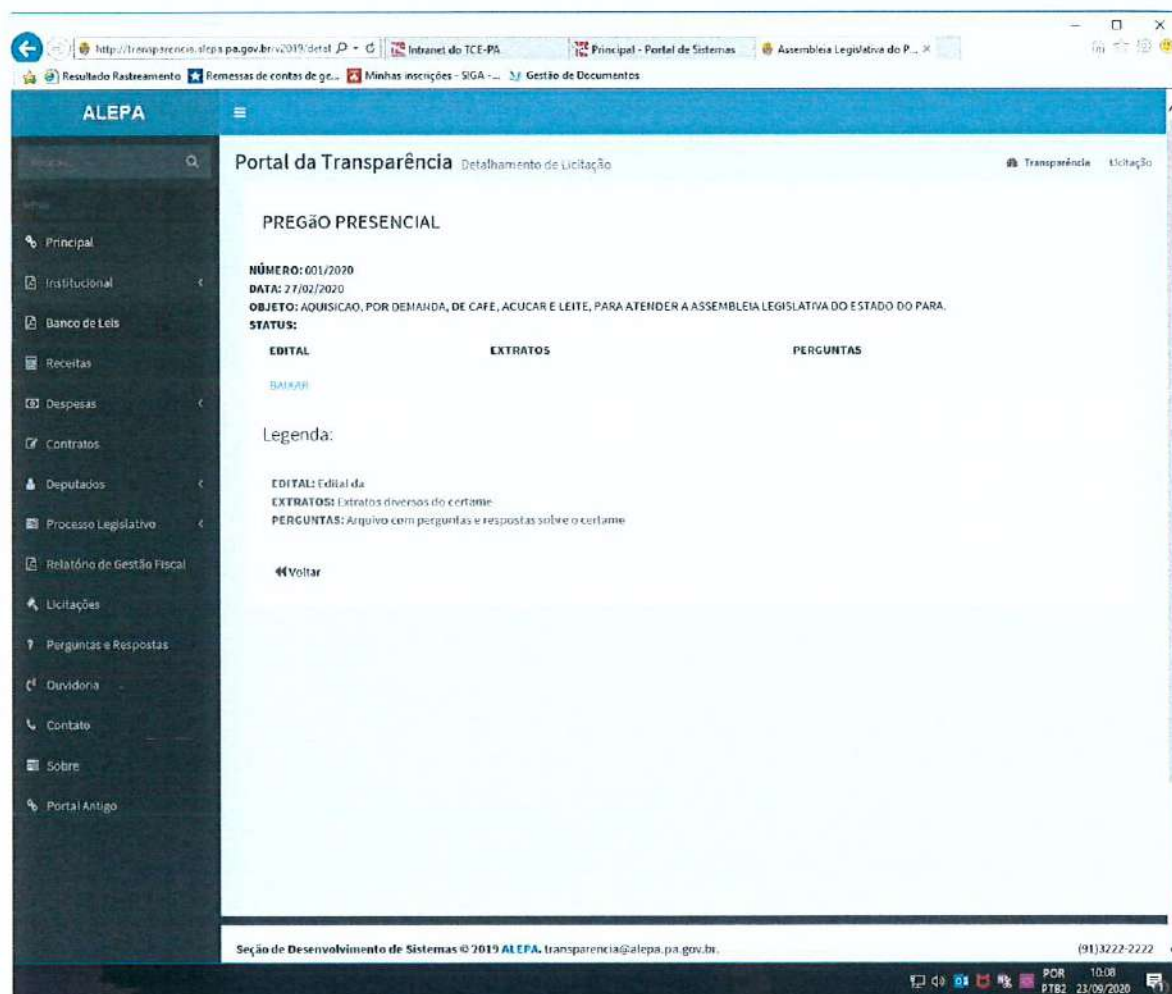 http://transparencia.alepa.pa.gov.br/v2019/detal
Intranet do TCE-PA
Principal - Portal de Sistemas
Assembleia Legislativa do P...
Resultado Rastreamento
Remessas de contas de ge...
Minhas inscrições - SIGA -...
Gestão de Documentos
ALEPA
Portal da Transparência Detalhamento de Licitação
Transparência Licitação
Principal
Institucional
Banco de Leis
Receitas
Despesas
Contratos
Deputados
Processo Legislativo
Relatório de Gestão Fiscal
Licitações
Perguntas e Respostas
Ouvidoria
Contato
Sobre
Portal Antigo
PREGãO PRESENCIAL
NÚMERO: 001/2020
DATA: 27/02/2020
OBJETO: AQUISICAO, POR DEMANDA, DE CAFE, ACUCAR E LEITE, PARA ATENDER A ASSEMBLEIA LEGISLATIVA DO ESTADO DO PARA.
STATUS:
EDITAL EXTRATOS PERGUNTAS
BAIXAR
Legenda:
EDITAL: Edital da
EXTRATOS: Extratos diversos do certame
PERGUNTAS: Arquivo com perguntas e respostas sobre o certame
Voltar
Seção de Desenvolvimento de Sistemas © 2019 ALEPA. transparencia@alepa.pa.gov.br.
(91)3222-2222
POR 10:08
PTB2 23/09/2020